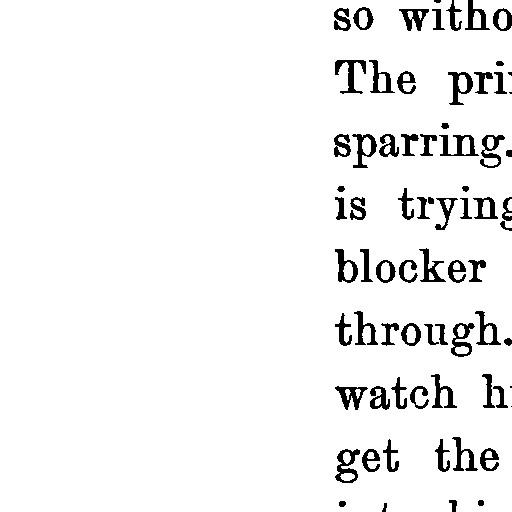 so witho
The pri
sparring.
is trying
blocker
through.
watch h
get the